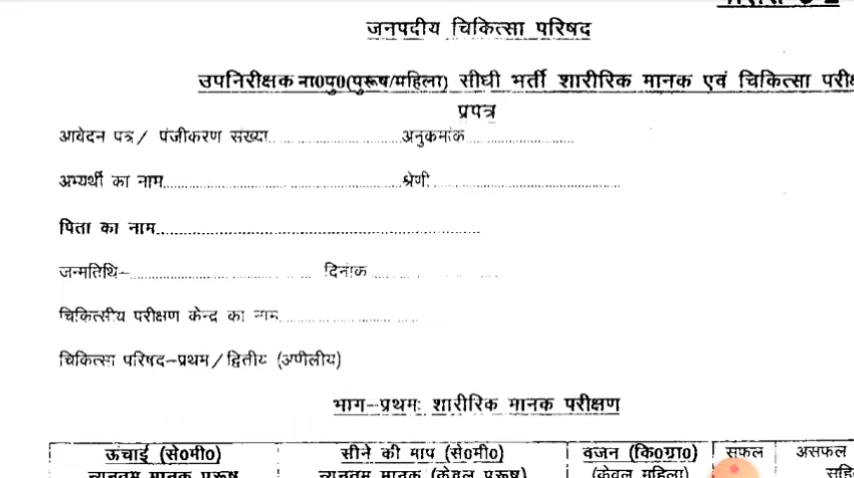 जनपदीय चिकित्सा परिषद
उपनिरीक्षक ना0पु0(पुरूष/महिला) सीधी भर्ती शारीरिक मानक एवं चिकित्सा
प्रपत्र
आवेदन पत्र/ पंजीकरण संख्या.................................अनुक्रमांक..........................
अभ्यर्थी का नाम............................................................श्रेणी................................................
पिता का नाम................................................................................
जन्मतिथि–............................................. दिनांक................................
चिकित्सीय परीक्षण केन्द्र का नाम........................................
चिकित्सा परिषद–प्रथम/द्वितीय (अपीलीय)
भाग–प्रथमः शारीरिक मानक परीक्षण
ऊंचाई (से0मी0) सीने की माप (से0मी0) वजन (कि0ग्रा0) सफल असफल
न्यूनतम मानक पुरूष न्यूनतम मानक (केवल पुरूष) (केवल महिला)